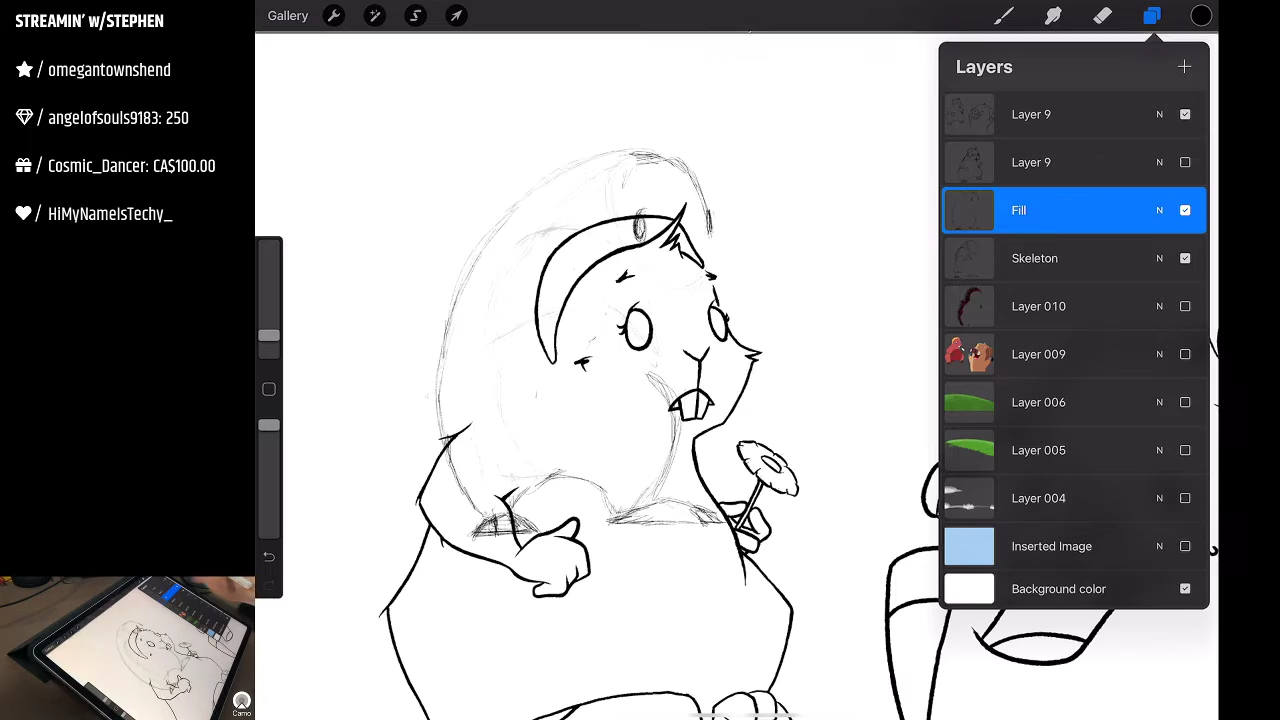 STREAMIN' w/STEPHEN
/ omegantownshend
/ angelofsouls9183: 250
/ Cosmic_Dancer: CA$100.00
/ HiMyNameIsTechy_
Gallery
Layers
Layer 9 N
Layer 9 N
Fill N
Skeleton N
Layer 010 N
Layer 009 N
Layer 006 N
Layer 005 N
Layer 004 N
Inserted Image N
Background color
Camo